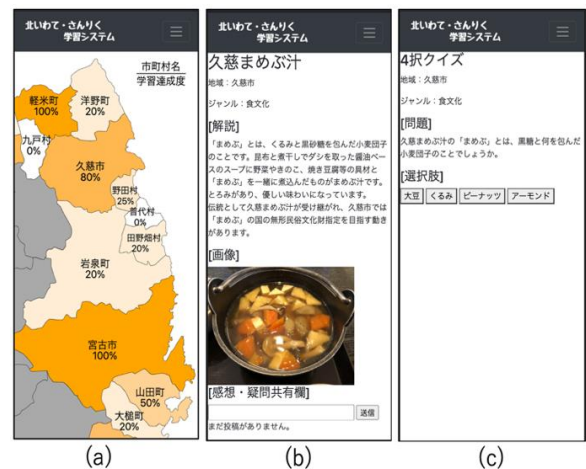 北いわて・さんりく
学習システム
市町村名
学習達成度
軽米町
100%
洋野町
20%
九戸村
0%
久慈市
80%
野田村
25%
普代村
0%
田野畑村
20%
岩泉町
20%
宮古市
100%
山田町
50%
大槌町
20%
(a)
北いわて・さんりく
学習システム
久慈まめぶ汁
地域：久慈市
ジャンル：食文化
[解説]
「まめぶ」とは、くるみと黒砂糖を包んだ小麦団子
のことです。昆布と煮干しでダシを取った醤油ベー
スのスープに野菜やきのこ、焼き豆腐等の具材と
「まめぶ」を一緒に煮込んだものがまめぶ汁です。
とろみがあり、優しい味わいになっています。
伝統として久慈まめぶ汁が受け継がれ、久慈市では
「まめぶ」の国の無形民俗文化財指定を目指す動き
があります。
[画像]
[感想・疑問共有欄]
送信
まだ投稿がありません。
(b)
北いわて・さんりく
学習システム
4択クイズ
地域：久慈市
ジャンル：食文化
[問題]
久慈まめぶ汁の「まめぶ」とは、黒糖と何を包んだ
小麦団子のことでしょうか。
[選択肢]
大豆 くるみ ピーナッツ アーモンド
(c)